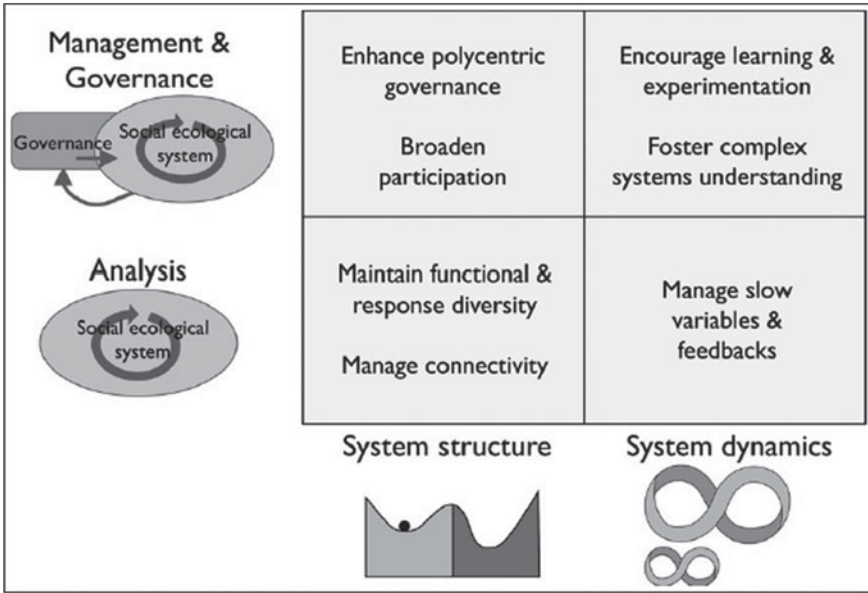 Management &
Governance
Governance
Social ecological
system
Enhance polycentric
governance
Broaden
participation
Encourage learning &
experimentation
Foster complex
systems understanding
Analysis
Social ecological
system
Maintain functional &
response diversity
Manage connectivity
Manage slow
variables &
feedbacks
System structure
System dynamics